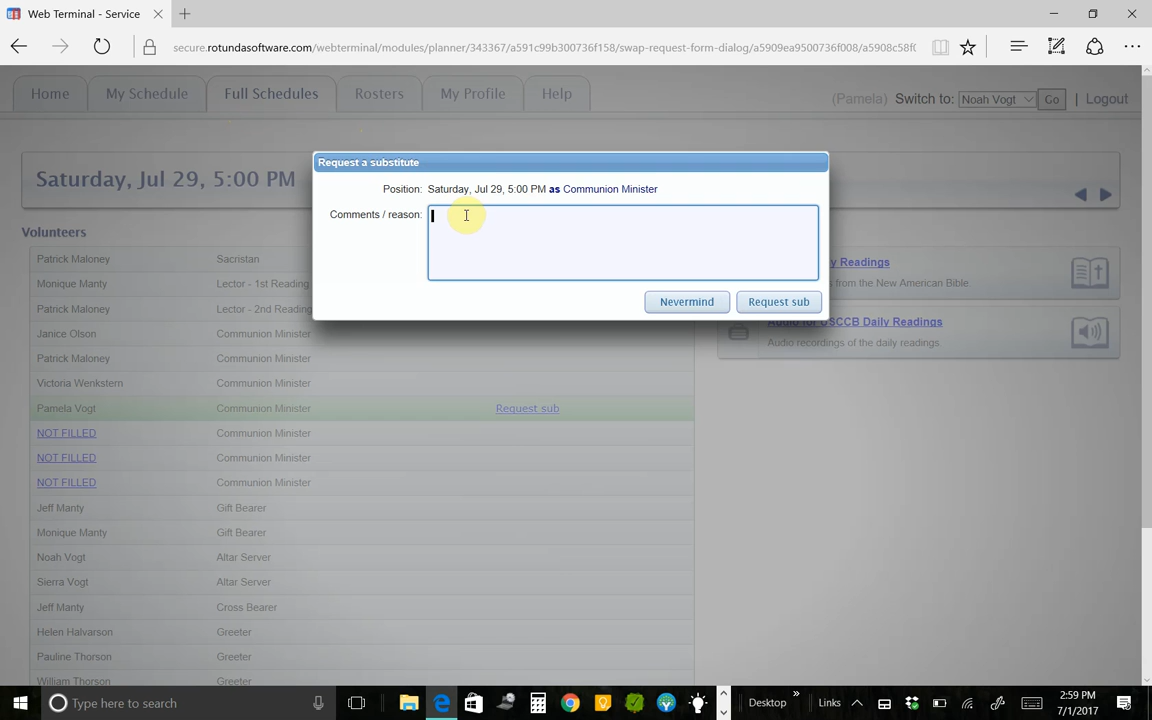 Web Terminal - Service
secure.rotundasoftware.com/webterminal/modules/planner/343367/a591c99b300736f158/swap-request-form-dialog/a5909ea9500736f008/a5908c58f(
Home
My Schedule
Full Schedules
Rosters
My Profile
Help
(Pamela) Switch to: Noah Vogt Go | Logout
Saturday, Jul 29, 5:00 PM
Request a substitute
Position: Saturday, Jul 29, 5:00 PM as Communion Minister
Comments / reason:
Nevermind
Request sub
Volunteers
Patrick Maloney Sacristan
Monique Manty Lector - 1st Reading
Patrick Maloney Lector - 2nd Reading
Janice Olson Communion Minister
Patrick Maloney Communion Minister
Victoria Wenkstern Communion Minister
Pamela Vogt Communion Minister Request sub
NOT FILLED Communion Minister
NOT FILLED Communion Minister
NOT FILLED Communion Minister
Jeff Manty Gift Bearer
Monique Manty Gift Bearer
Noah Vogt Altar Server
Sierra Vogt Altar Server
Jeff Manty Cross Bearer
Helen Halvarson Greeter
Pauline Thorson Greeter
William Thorson Greeter
Readings
from the New American Bible
Audio for USCCB Daily Readings
Audio recordings of the daily readings
Type here to search
Desktop
Links
2:59 PM
7/1/2017